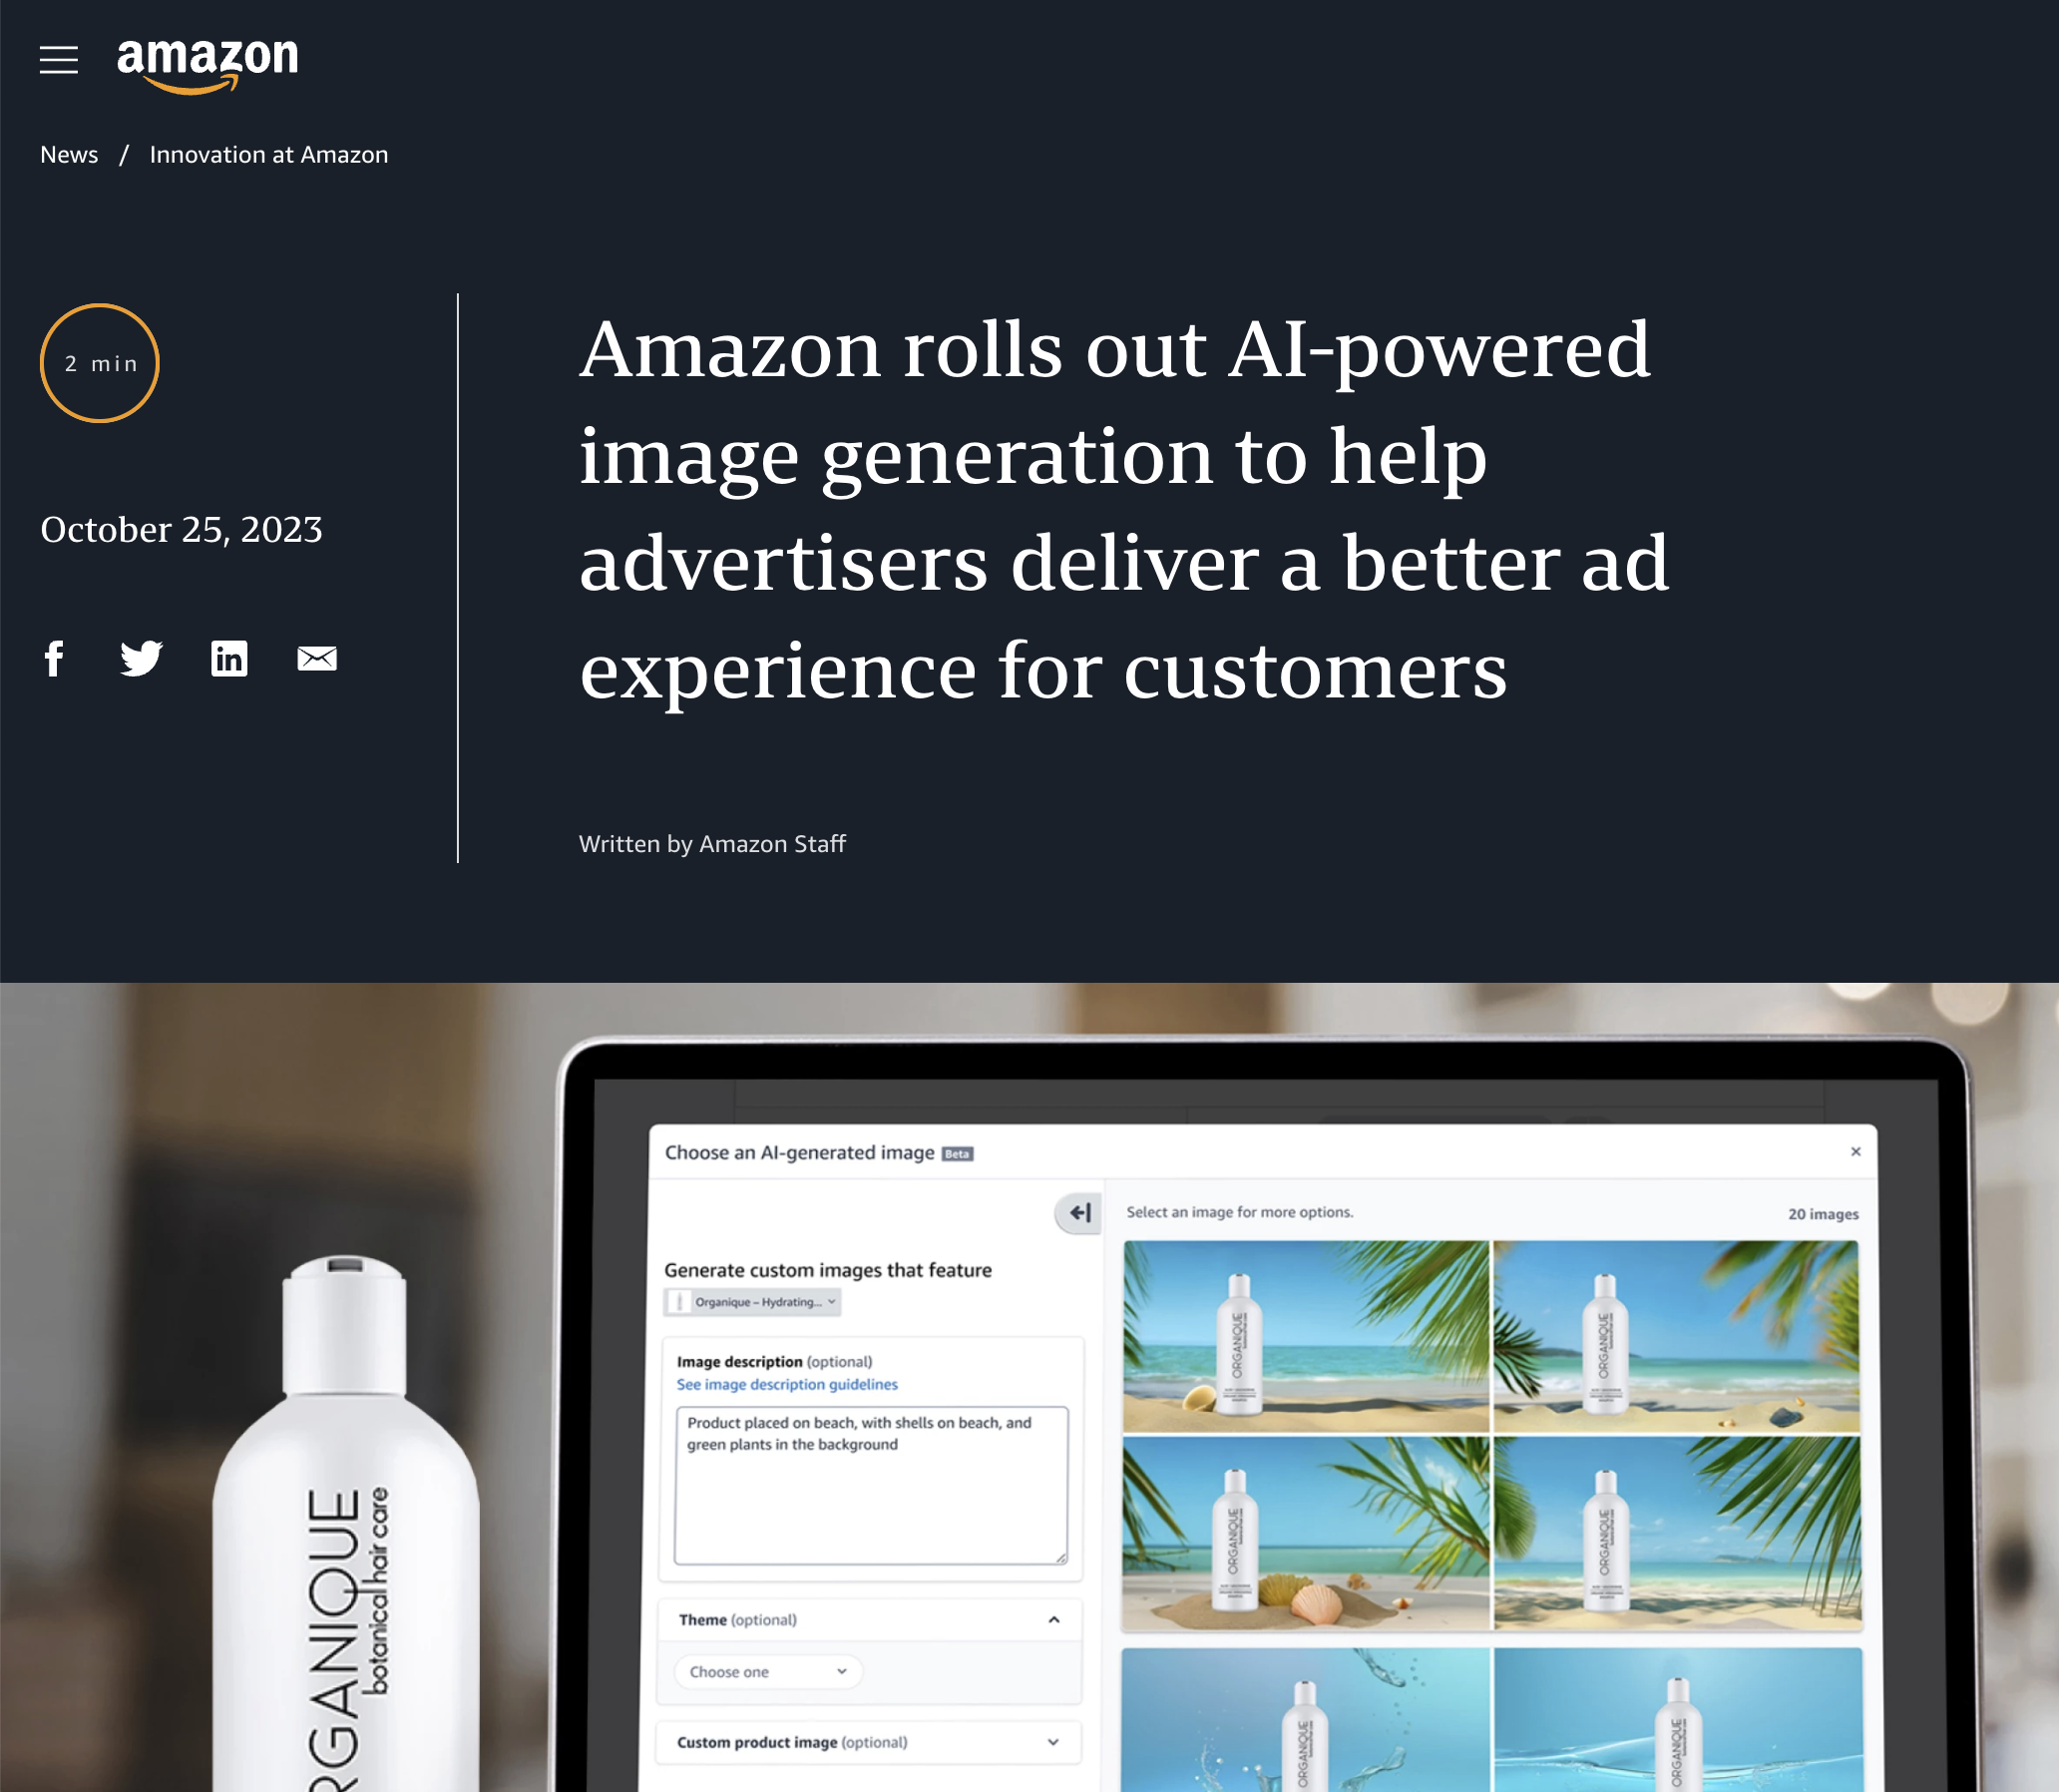 amazon
News / Innovation at Amazon
2 min
October 25, 2023
Amazon rolls out AI-powered
image generation to help
advertisers deliver a better ad
experience for customers
Written by Amazon Staff
Choose an AI-generated image Beta
Generate custom images that feature
Organique – Hydrating...
Image description (optional)
See image description guidelines
Product placed on beach, with shells on beach, and
green plants in the background
Theme (optional)
Choose one
Custom product image (optional)
Select an image for more options.
20 images
ORGANIQUE
ORGANIQUE
ORGANIQUE
ORGANIQUE
ORGANIQUE
ORGANIQUE
RGANIQUE
botanical hair care